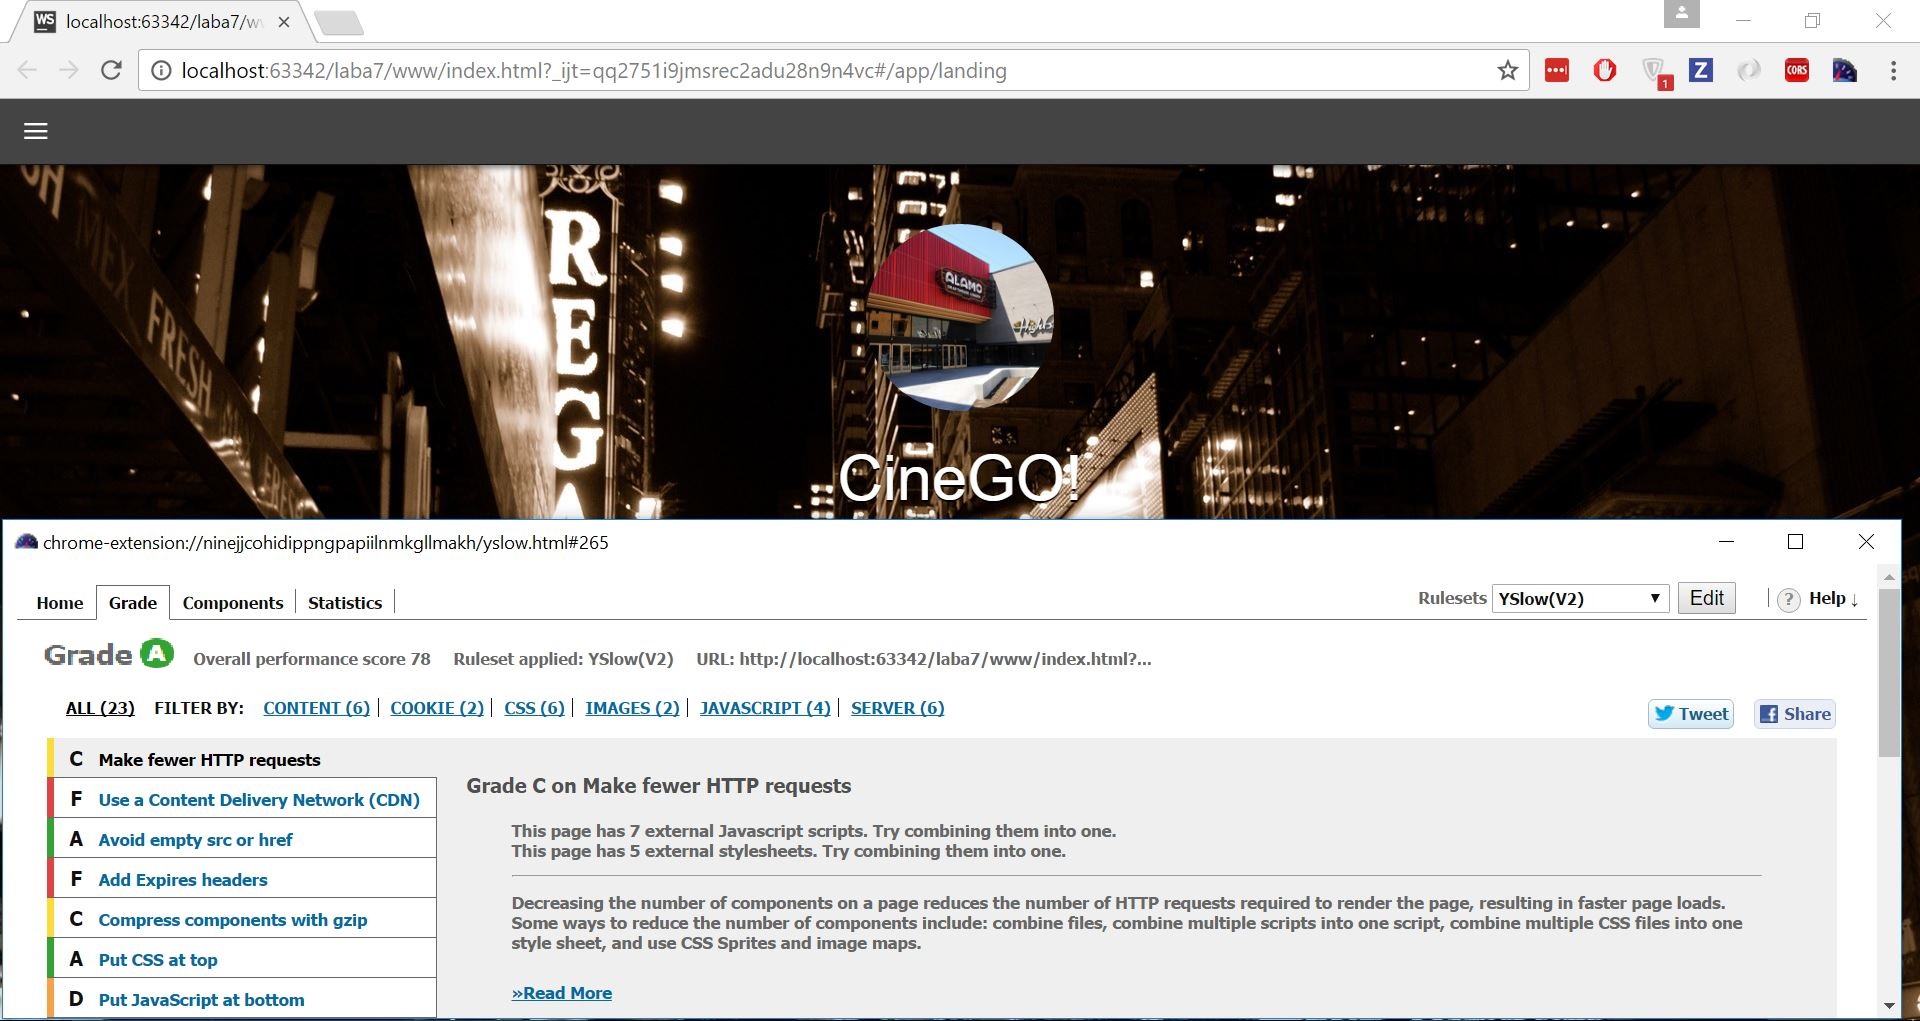 localhost:63342/laba7/w
localhost:63342/laba7/www/index.html?_ijt=qq2751i9jmsrec2adu28n9n4vc#/app/landing
1
Z
CORS
MEX
FRESH
FRES
REGA
ALAMO
CineGO!
chrome-extension://ninejjcohidippngpapiilnmkgllmakh/yslow.html#265
Home Grade Components Statistics
Rulesets YSlow(V2) ▼ Edit ? Help ↓
Grade A Overall performance score 78 Ruleset applied: YSlow(V2) URL: http://localhost:63342/laba7/www/index.html?...
ALL (23) FILTER BY: CONTENT (6) COOKIE (2) CSS (6) IMAGES (2) JAVASCRIPT (4) SERVER (6)
Tweet Share
C Make fewer HTTP requests
F Use a Content Delivery Network (CDN)
A Avoid empty src or href
F Add Expires headers
C Compress components with gzip
A Put CSS at top
D Put JavaScript at bottom
Grade C on Make fewer HTTP requests
This page has 7 external Javascript scripts. Try combining them into one.
This page has 5 external stylesheets. Try combining them into one.
Decreasing the number of components on a page reduces the number of HTTP requests required to render the page, resulting in faster page loads.
Some ways to reduce the number of components include: combine files, combine multiple scripts into one script, combine multiple CSS files into one
style sheet, and use CSS Sprites and image maps.
»Read More